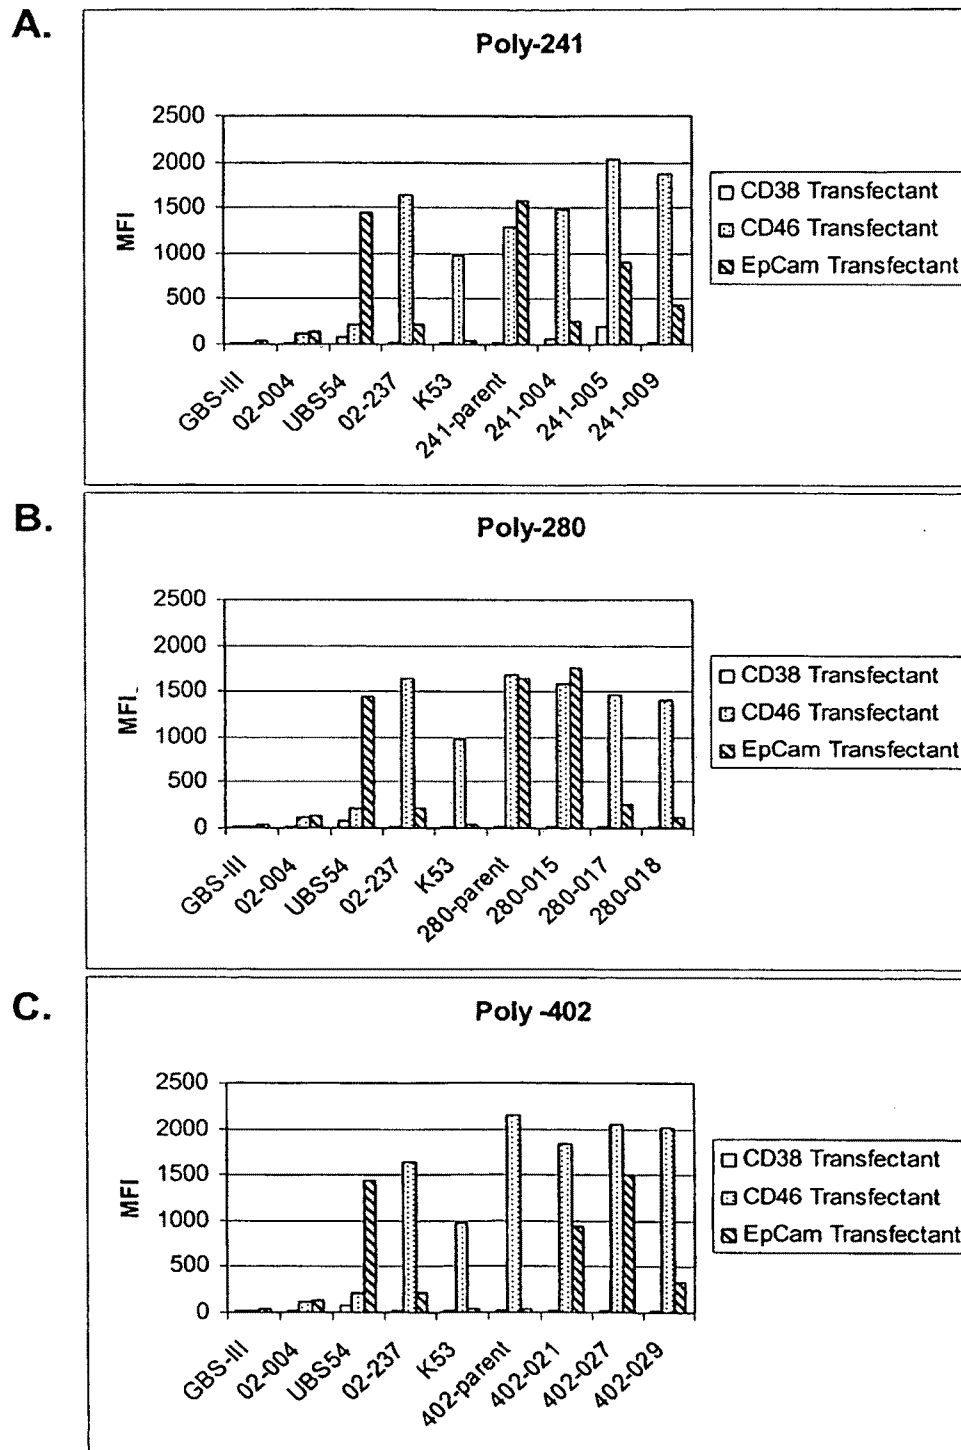 A.
Poly-241
2500
2000
1500
1000
500
0
MFI
GBS-III
02-004
UBS54
02-237
K53
241-parent
241-004
241-005
241-009
CD38 Transfectant
CD46 Transfectant
EpCam Transfectant
B.
Poly-280
2500
2000
1500
1000
500
0
MFI
GBS-III
02-004
UBS54
02-237
K53
280-parent
280-015
280-017
280-018
CD38 Transfectant
CD46 Transfectant
EpCam Transfectant
C.
Poly -402
2500
2000
1500
1000
500
0
MFI
GBS-III
02-004
UBS54
02-237
K53
402-parent
402-021
402-027
402-029
CD38 Transfectant
CD46 Transfectant
EpCam Transfectant